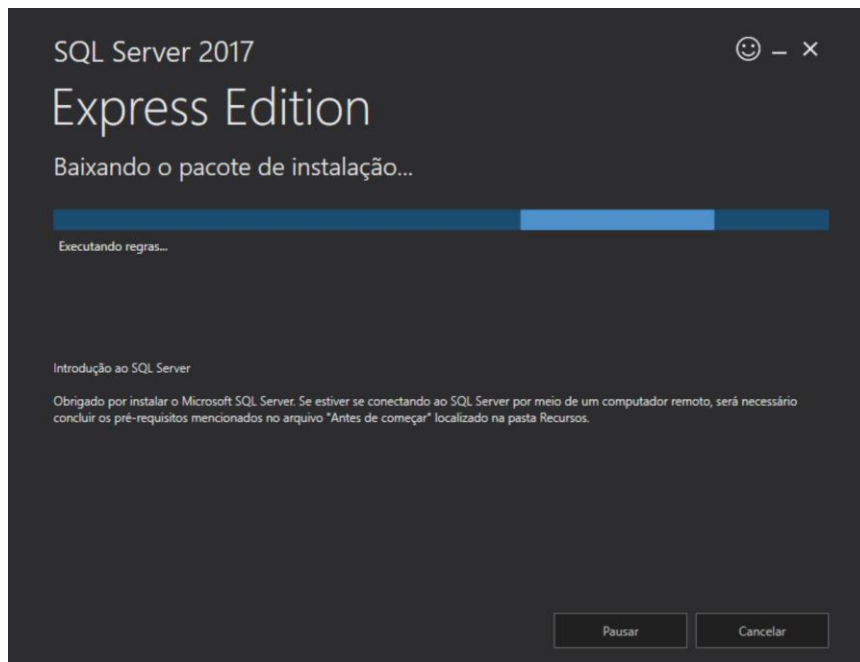 SQL Server 2017
Express Edition
Baixando o pacote de instalação...
Executando regras...
Introdução ao SQL Server
Obrigado por instalar o Microsoft SQL Server. Se estiver se conectando ao SQL Server por meio de um computador remoto, será necessário
concluir os pré-requisitos mencionados no arquivo "Antes de começar" localizado na pasta Recursos.
Pausar
Cancelar